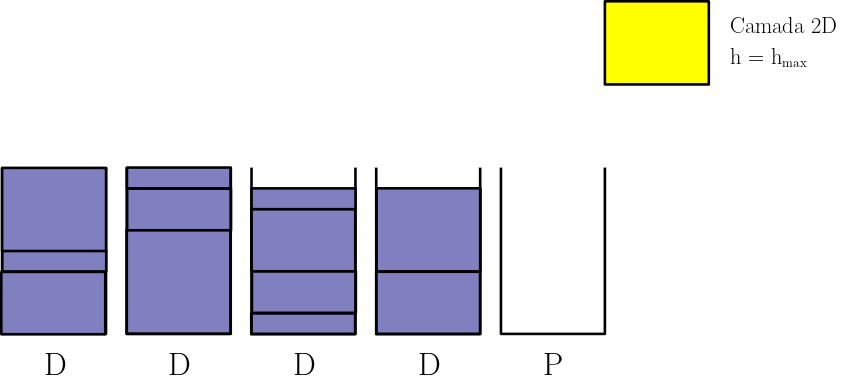 Camada 2D
h = hmax
D D D D P